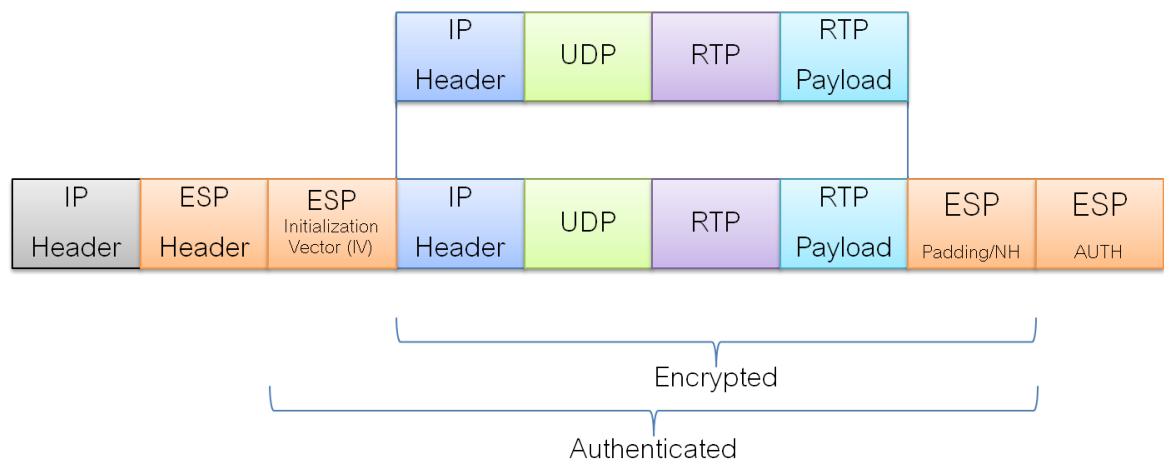 IP
Header
UDP
RTP
RTP
Payload
IP
Header
ESP
Header
ESP
Initialization
Vector (IV)
IP
Header
UDP
RTP
RTP
Payload
ESP
Padding/NH
ESP
AUTH
Encrypted
Authenticated